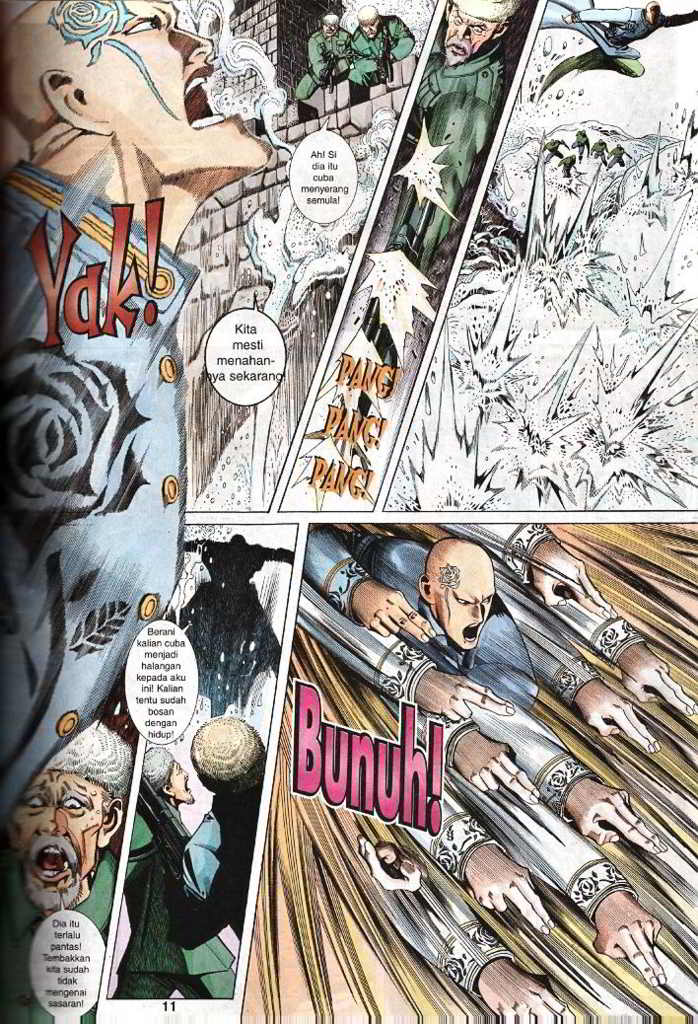 Ah! Si
dia itu
cuba
menyerang
semula!
Yak!
Kita
mesti
menahan-
nya sekarang!
PANG!
PANG!
PANG!
Berani
kalian cuba
menjadi
halangan
kepada aku
ini! Kalian
tentu sudah
bosan
dengan
hidup!
Bunuh!
Dia itu
terlalu
pantas!
Tembakkan
kita sudah
tidak
mengenai
sasaran!
11